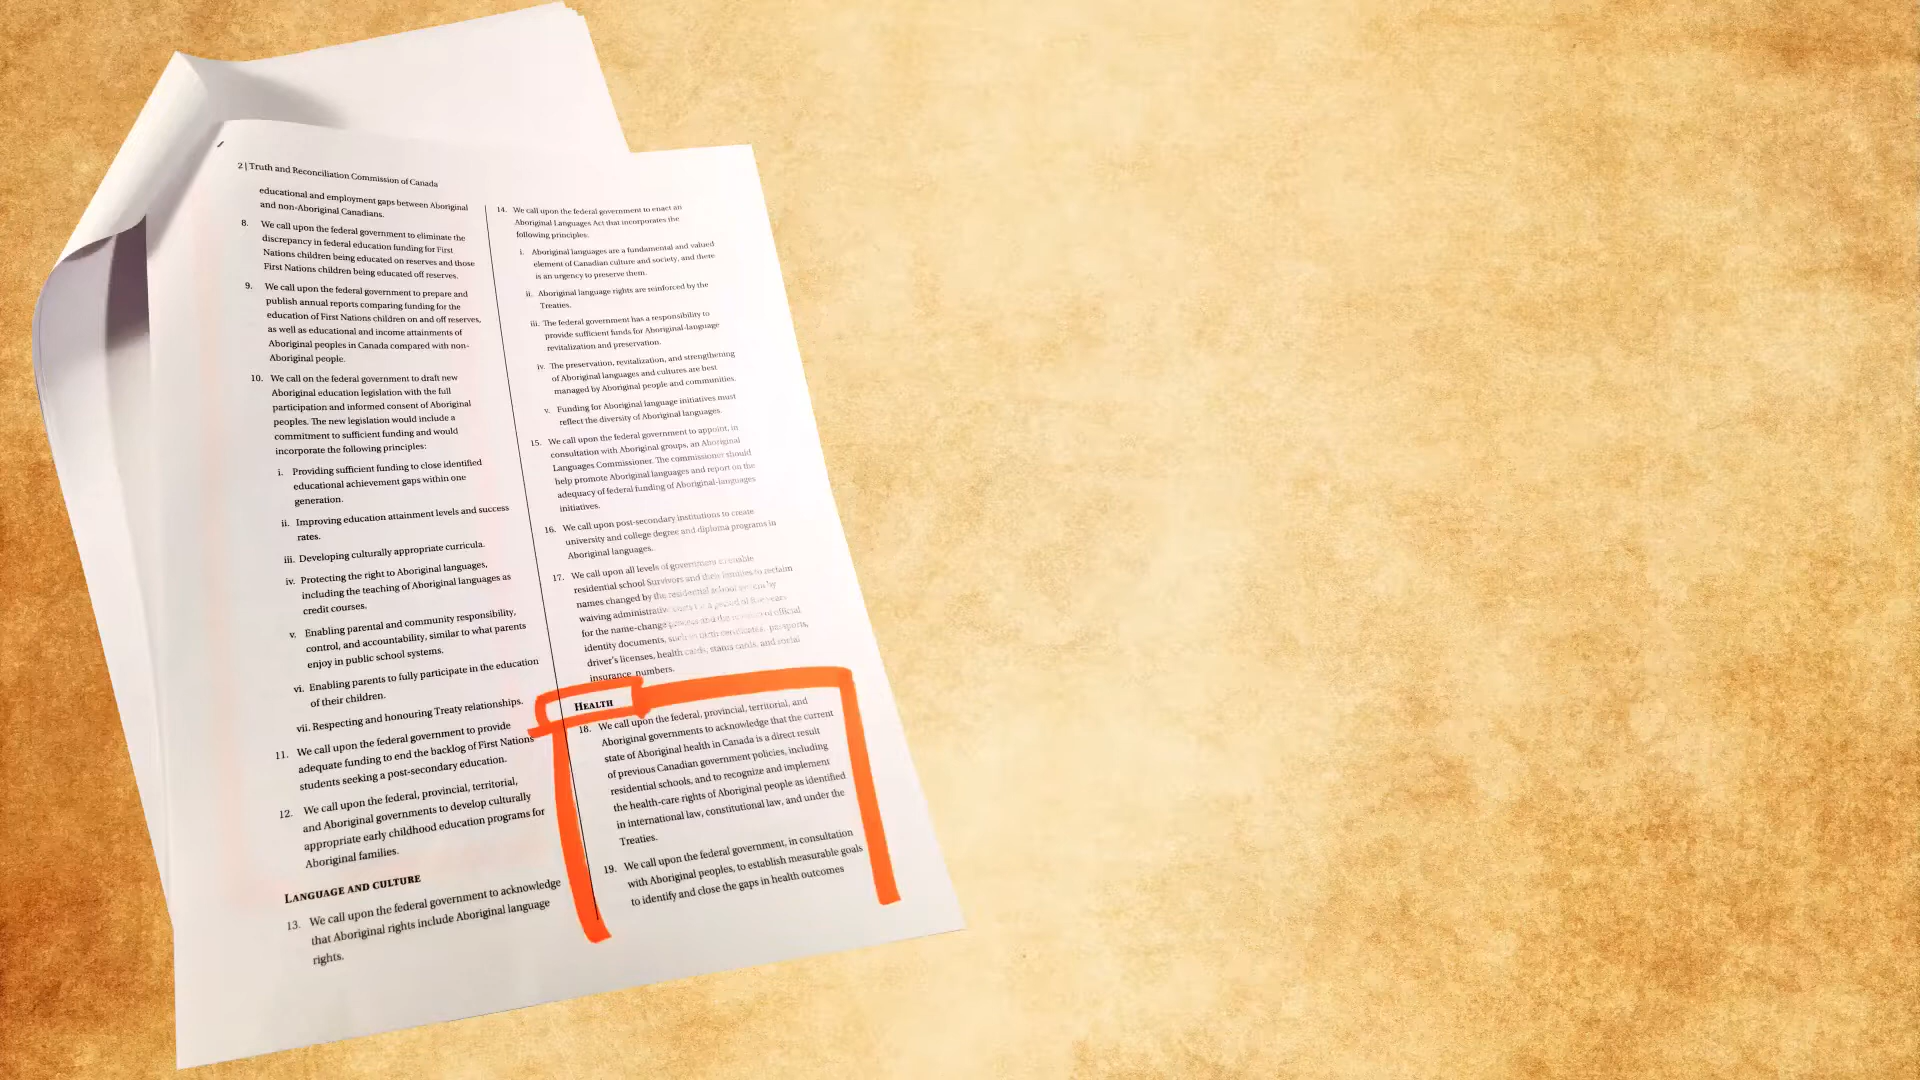 2 | Truth and Reconciliation Commission of Canada
educational and employment gaps between Aboriginal
and non-Aboriginal Canadians.
8. We call upon the federal government to eliminate the
discrepancy in federal education funding for First
Nations children being educated on reserves and those
First Nations children being educated off reserves.
9. We call upon the federal government to prepare and
publish annual reports comparing funding for the
education of First Nations children on and off reserves,
as well as educational and income attainments of
Aboriginal peoples in Canada compared with non-
Aboriginal people.
10. We call on the federal government to draft new
Aboriginal education legislation with the full
participation and informed consent of Aboriginal
peoples. The new legislation would include a
commitment to sufficient funding and would
incorporate the following principles:
i. Providing sufficient funding to close identified
educational achievement gaps within one
generation.
ii. Improving education attainment levels and success
rates.
iii. Developing culturally appropriate curricula.
iv. Protecting the right to Aboriginal languages,
including the teaching of Aboriginal languages as
credit courses.
v. Enabling parental and community responsibility,
control, and accountability, similar to what parents
enjoy in public school systems.
vi. Enabling parents to fully participate in the education
of their children.
vii. Respecting and honouring Treaty relationships.
11. We call upon the federal government to provide
adequate funding to end the backlog of First Nations
students seeking a post-secondary education.
12. We call upon the federal, provincial, territorial,
and Aboriginal governments to develop culturally
appropriate early childhood education programs for
Aboriginal families.
LANGUAGE AND CULTURE
13. We call upon the federal government to acknowledge
that Aboriginal rights include Aboriginal language
rights.
14. We call upon the federal government to enact an
Aboriginal Languages Act that incorporates the
following principles:
i. Aboriginal languages are a fundamental and valued
element of Canadian culture and society, and there
is an urgency to preserve them.
ii. Aboriginal language rights are reinforced by the
Treaties.
iii. The federal government has a responsibility to
provide sufficient funds for Aboriginal-language
revitalization and preservation.
iv. The preservation, revitalization, and strengthening
of Aboriginal languages and cultures are best
managed by Aboriginal people and communities.
v. Funding for Aboriginal language initiatives must
reflect the diversity of Aboriginal languages.
15. We call upon the federal government to appoint, in
consultation with Aboriginal groups, an Aboriginal
Languages Commissioner. The commissioner should
help promote Aboriginal languages and report on the
adequacy of federal funding of Aboriginal-languages
initiatives.
16. We call upon post-secondary institutions to create
university and college degree and diploma programs in
Aboriginal languages.
17. We call upon all levels of government to enable
residential school Survivors and their families to reclaim
names changed by the residential school system by
waiving administrative costs for a period of five years
for the name-change process and the revision of official
identity documents, such as birth certificates, passports,
driver's licenses, health cards, status cards, and social
insurance numbers.
HEALTH
18. We call upon the federal, provincial, territorial, and
Aboriginal governments to acknowledge that the current
state of Aboriginal health in Canada is a direct result
of previous Canadian government policies, including
residential schools, and to recognize and implement
the health-care rights of Aboriginal people as identified
in international law, constitutional law, and under the
Treaties.
19. We call upon the federal government, in consultation
with Aboriginal peoples, to establish measurable goals
to identify and close the gaps in health outcomes